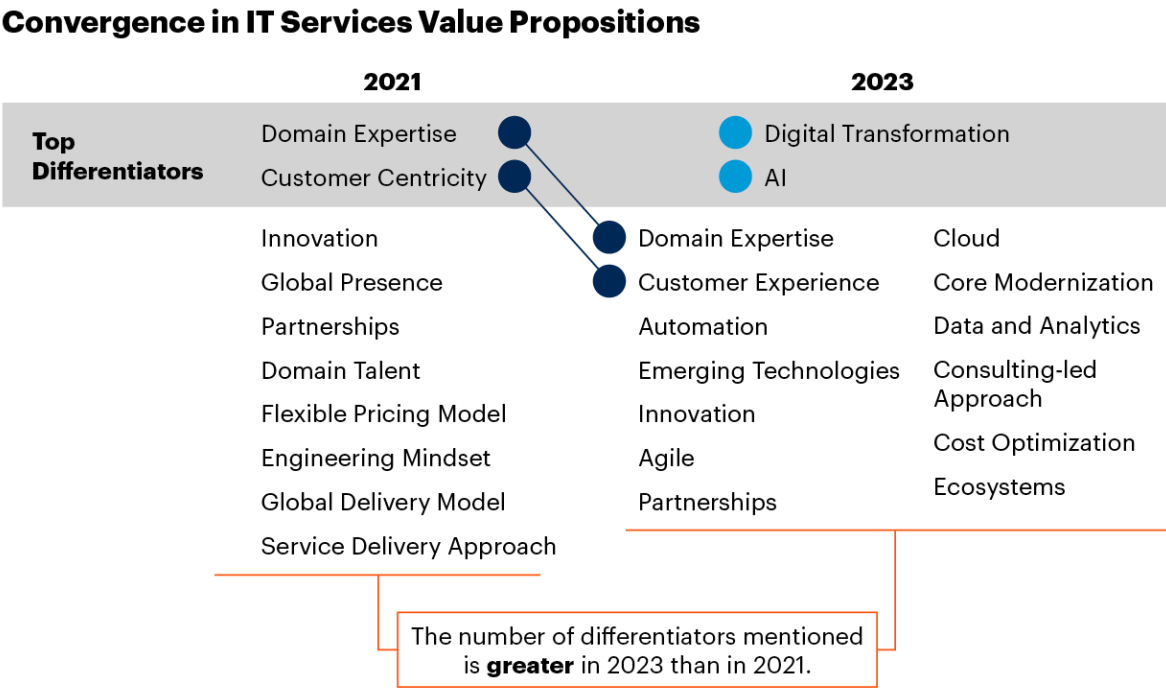 Convergence in IT Services Value Propositions
2021
2023
Top
Differentiators
Domain Expertise
Customer Centricity
Digital Transformation
AI
Innovation
Global Presence
Partnerships
Domain Talent
Flexible Pricing Model
Engineering Mindset
Global Delivery Model
Service Delivery Approach
Domain Expertise
Customer Experience
Automation
Emerging Technologies
Innovation
Agile
Partnerships
Cloud
Core Modernization
Data and Analytics
Consulting-led
Approach
Cost Optimization
Ecosystems
The number of differentiators mentioned
is greater in 2023 than in 2021.